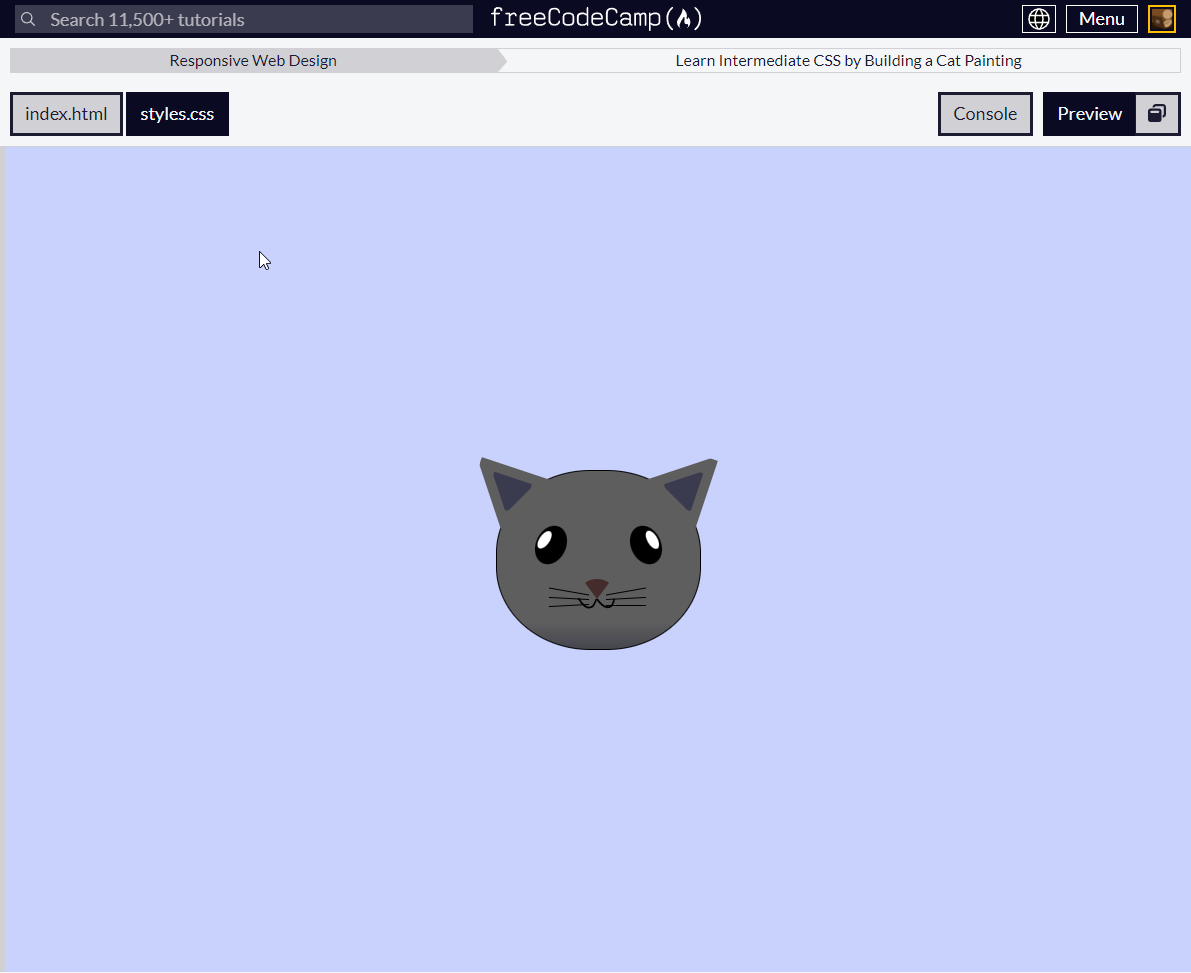 Search 11,500+ tutorials
freeCodeCamp
Menu
Responsive Web Design
Learn Intermediate CSS by Building a Cat Painting
index.html
styles.css
Console
Preview